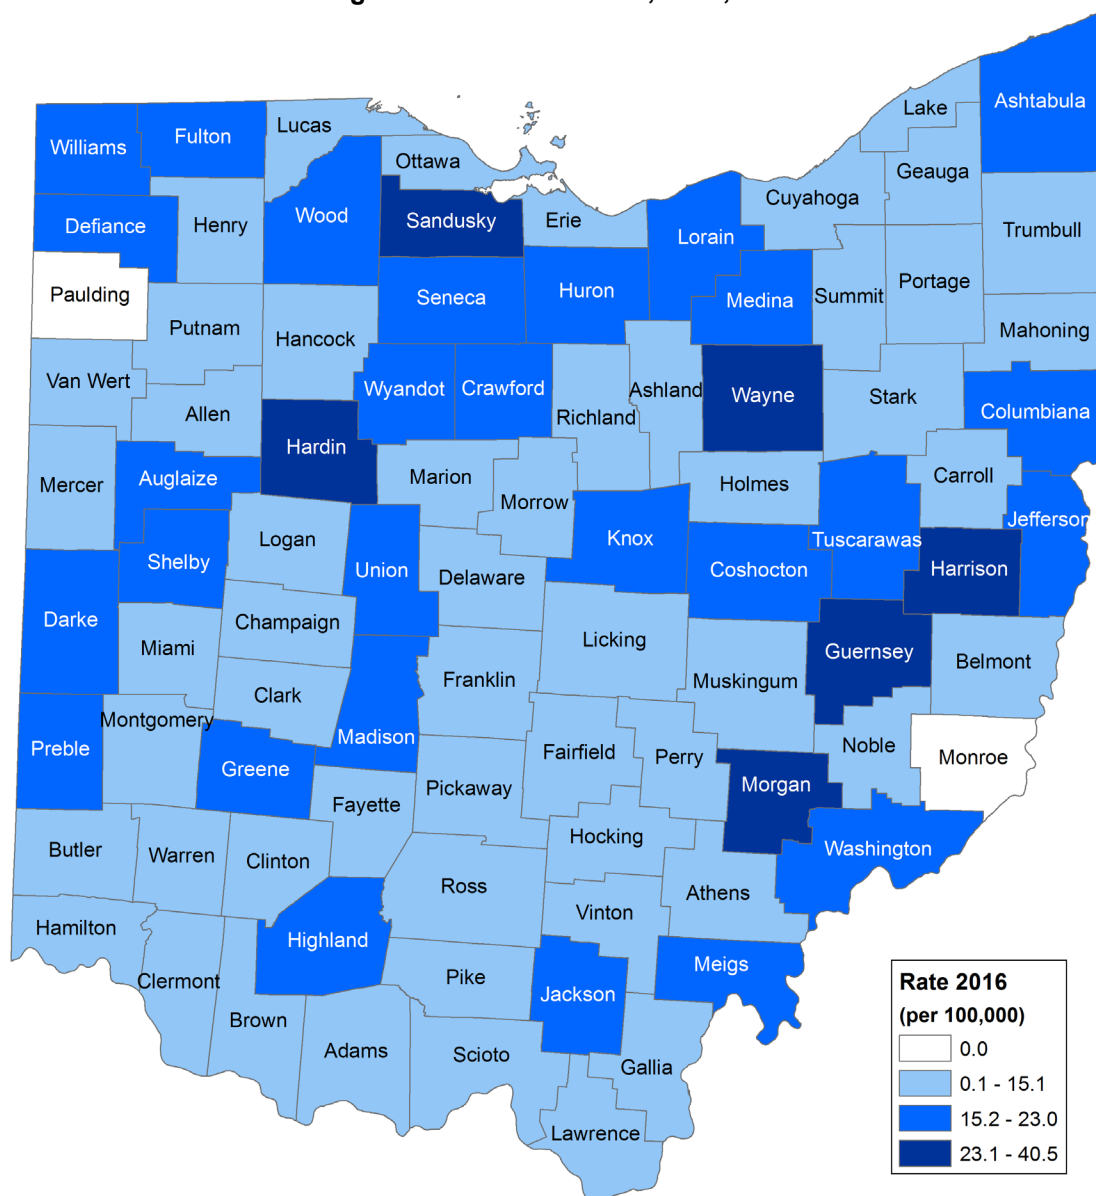 Ashtabula
Lake
Lucas
Fulton
Williams
Ottawa
Geauga
Cuyahoga
Wood
Sandusky
Erie
Henry
Defiance
Lorain
Trumbull
Portage
Huron
Paulding
Seneca
Medina
Summit
Putnam
Mahoning
Hancock
Van Wert
Wyandot
Crawford
Ashland
Wayne
Stark
Columbiana
Allen
Richland
Hardin
Marion
Carroll
Auglaize
Mercer
Holmes
Morrow
Jefferson
Logan
Knox
Tuscarawas
Shelby
Union
Coshocton
Harrison
Delaware
Darke
Champaign
Licking
Miami
Guernsey
Belmont
Franklin
Muskingum
Clark
Montgomery
Madison
Noble
Preble
Fairfield
Perry
Monroe
Greene
Morgan
Pickaway
Fayette
Hocking
Butler
Warren
Clinton
Washington
Ross
Athens
Vinton
Hamilton
Highland
Meigs
Clermont
Pike
Jackson
Brown
Adams
Scioto
Gallia
Lawrence
Rate 2016
(per 100,000)
0.0
0.1 - 15.1
15.2 - 23.0
23.1 - 40.5